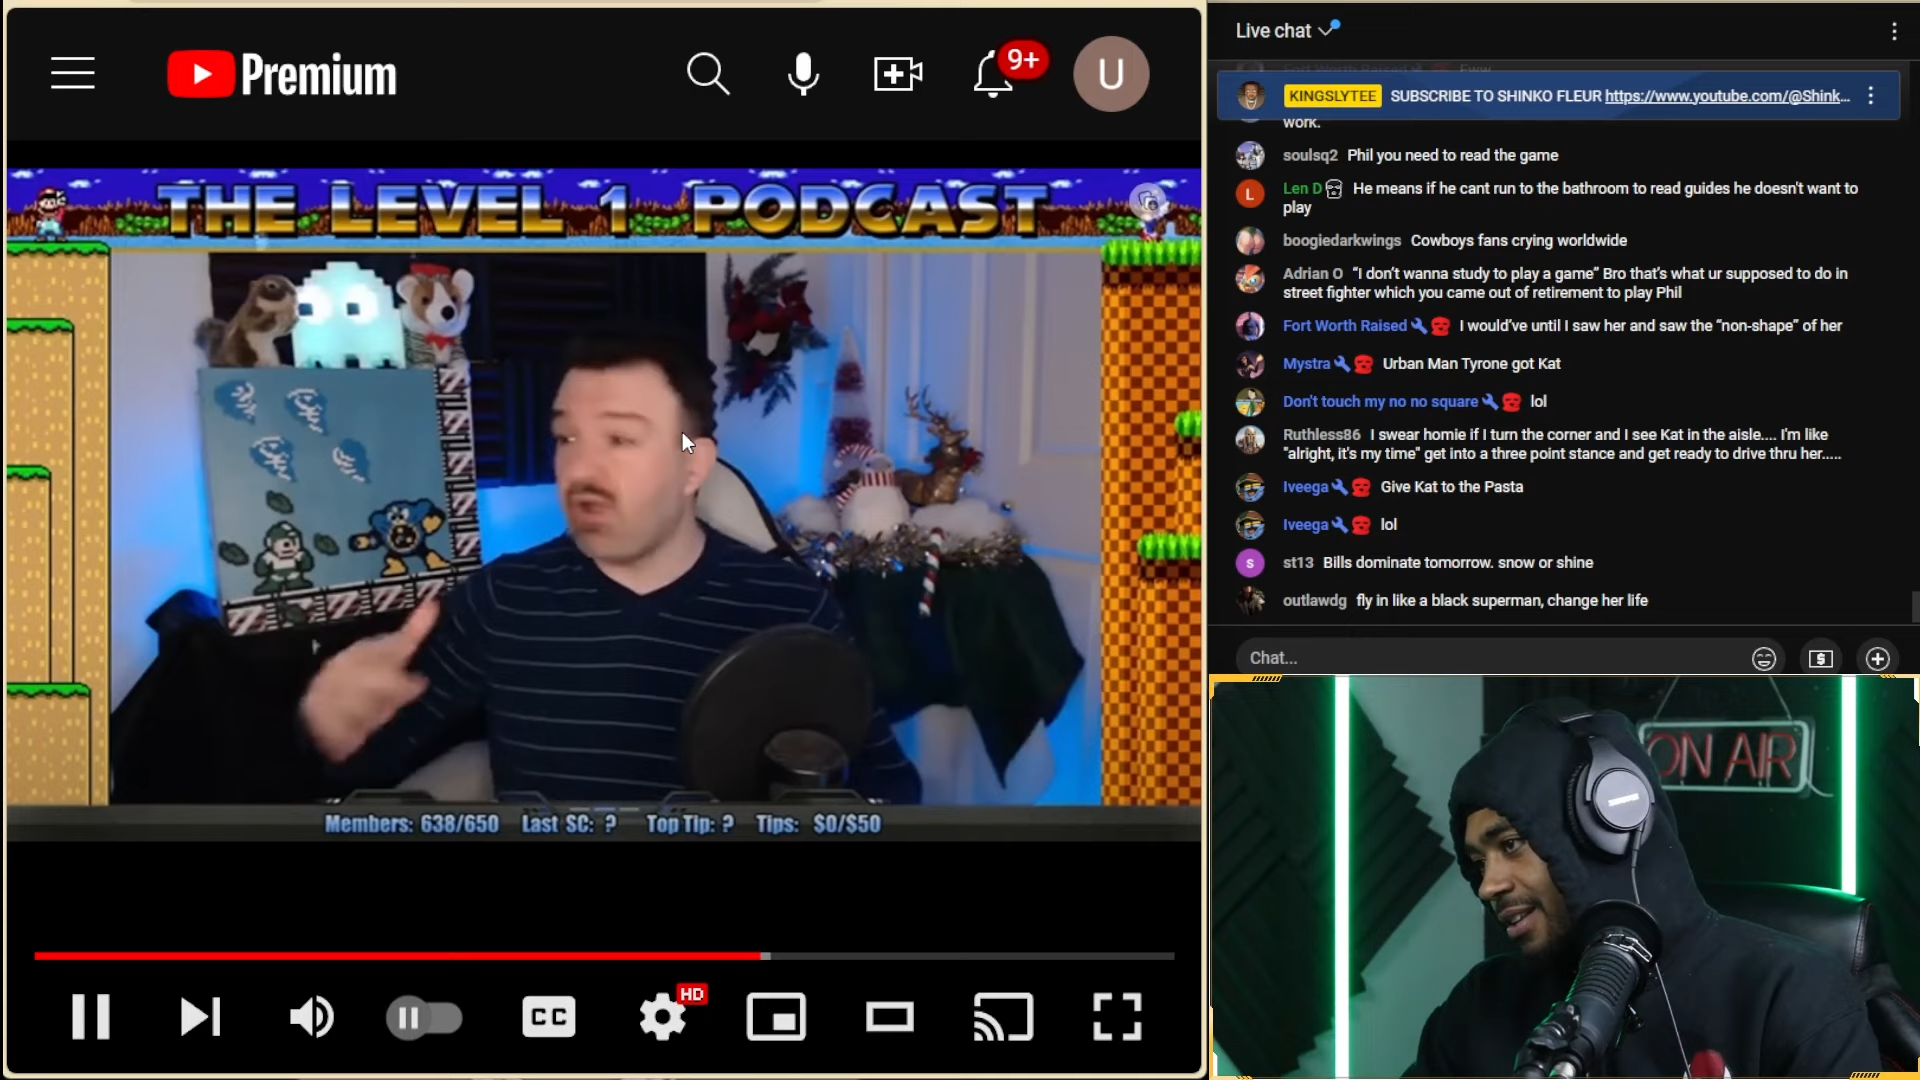 Premium
9+
U
THE LEVEL 1 PODCAST
Members: 638/650 Last SC: ? Top Tip: ? Tips: $0/$50
CC
HD
Live chat
Fort Worth Raised Eww
KINGSLYTEE SUBSCRIBE TO SHINKO FLEUR https://www.youtube.com/@Shink...
work.
soulsq2 Phil you need to read the game
L
Len D He means if he cant run to the bathroom to read guides he doesn't want to
play
boogiedarkwings Cowboys fans crying worldwide
Adrian O “I don’t wanna study to play a game” Bro that’s what ur supposed to do in
street fighter which you came out of retirement to play Phil
Fort Worth Raised I would’ve until I saw her and saw the “non-shape” of her
Mystra Urban Man Tyrone got Kat
Don't touch my no no square lol
Ruthless86 I swear homie if I turn the corner and I see Kat in the aisle.... I'm like
"alright, it's my time" get into a three point stance and get ready to drive thru her.....
Iveega Give Kat to the Pasta
Iveega lol
s
st13 Bills dominate tomorrow. snow or shine
outlawdg fly in like a black superman, change her life
Chat...
$
ON AIR
SHURE